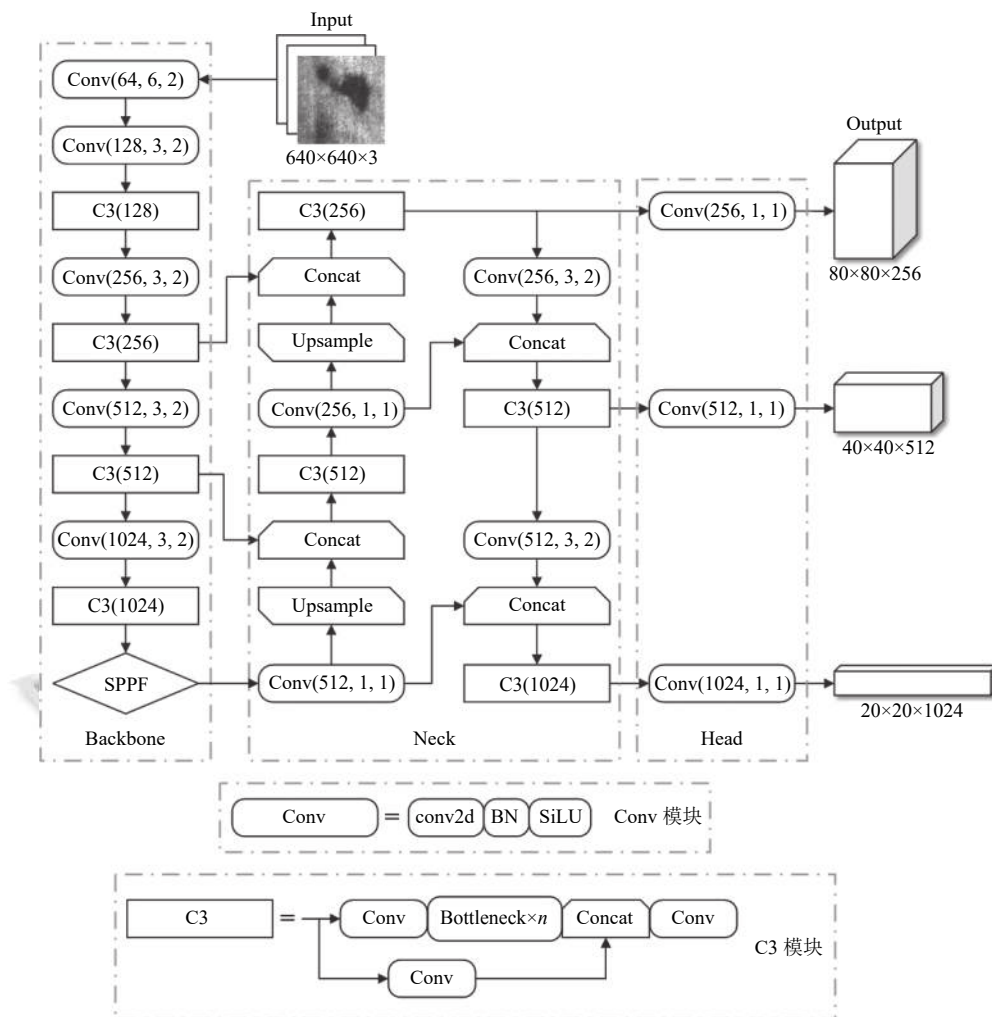 Input
640×640×3
Conv(64, 6, 2)
Conv(128, 3, 2)
C3(128)
Conv(256, 3, 2)
C3(256)
Conv(512, 3, 2)
C3(512)
Conv(1024, 3, 2)
C3(1024)
SPPF
Backbone
C3(256)
Concat
Upsample
Conv(256, 1, 1)
C3(512)
Concat
Upsample
Conv(512, 1, 1)
Conv(256, 3, 2)
Concat
C3(512)
Conv(512, 3, 2)
Concat
C3(1024)
Neck
Conv(256, 1, 1)
Conv(512, 1, 1)
Conv(1024, 1, 1)
Head
Output
80×80×256
40×40×512
20×20×1024
Conv = conv2d BN SiLU Conv 模块
C3 = Conv Bottleneck×n Concat Conv
Conv
C3 模块